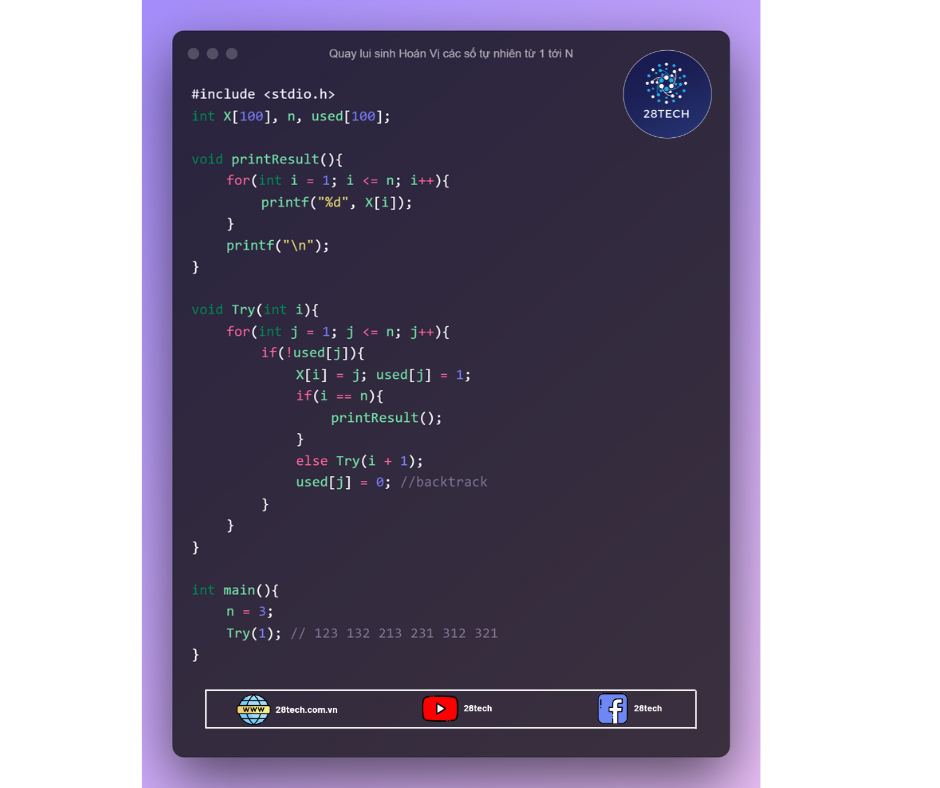 Quay lui sinh Hoán Vị các số tự nhiên từ 1 tới N
28TECH
#include <stdio.h>
int X[100], n, used[100];
void printResult(){
for(int i = 1; i <= n; i++){
printf("%d", X[i]);
}
printf("\n");
}
void Try(int i){
for(int j = 1; j <= n; j++){
if(!used[j]){
X[i] = j; used[j] = 1;
if(i == n){
printResult();
}
else Try(i + 1);
used[j] = 0; //backtrack
}
}
}
int main(){
n = 3;
Try(1); // 123 132 213 231 312 321
}
WWW 28tech.com.vn 28tech 28tech